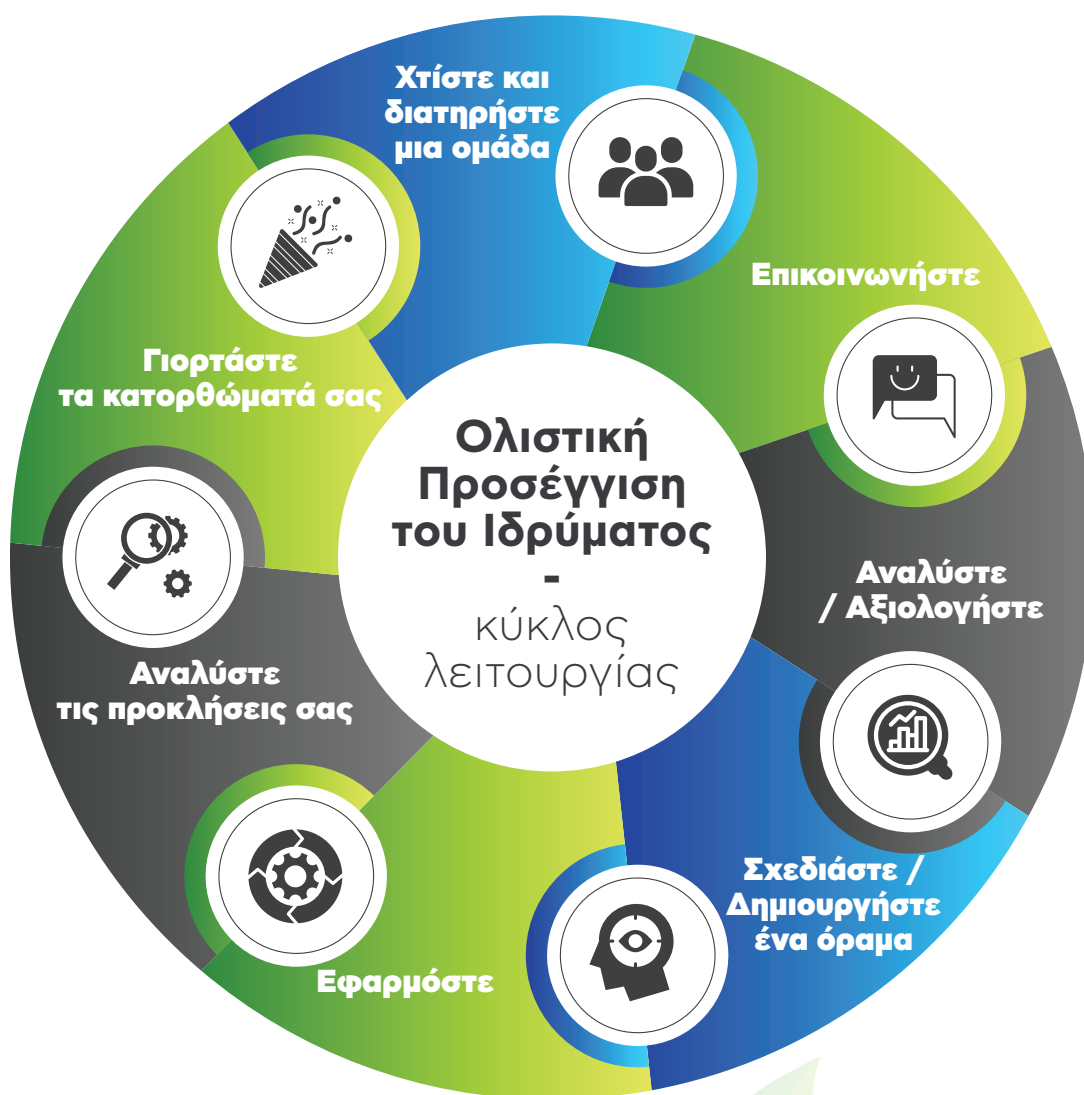 Χτίστε και
διατηρήστε
μια ομάδα
Επικοινωνήστε
Αναλύστε
/ Αξιολογήστε
Σχεδιάστε /
Δημιουργήστε
ένα όραμα
Εφαρμόστε
Αναλύστε
τις προκλήσεις σας
Γιορτάστε
τα κατορθώματά σας
Ολιστική
Προσέγγιση
του Ιδρύματος
-
κύκλος
λειτουργίας